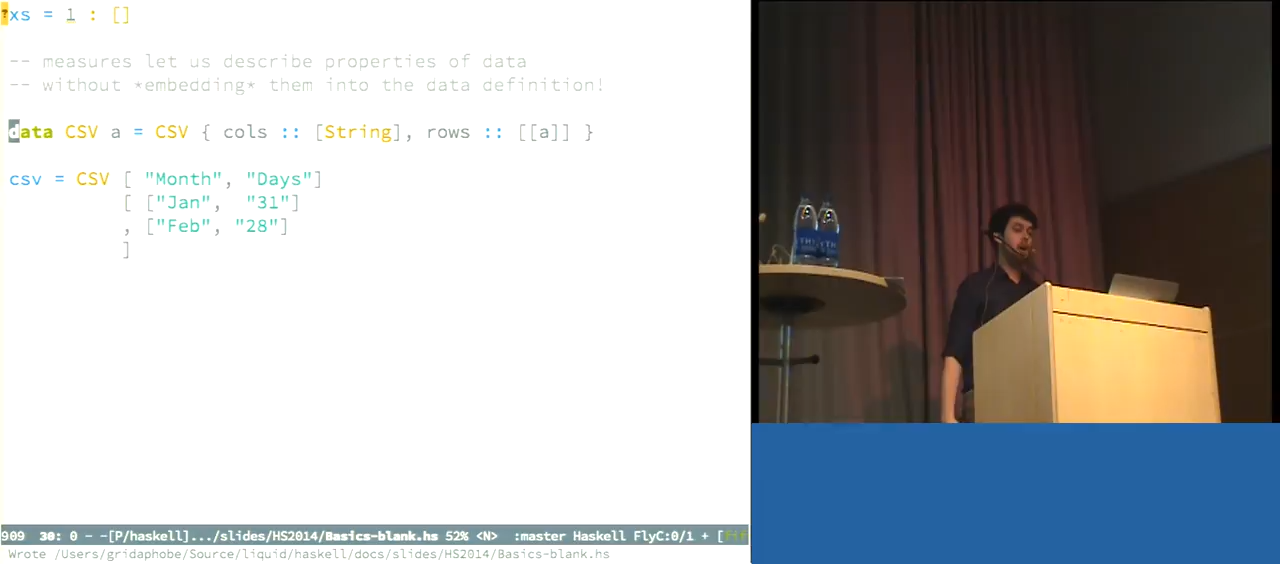 ?xs = 1 : []
-- measures let us describe properties of data
-- without *embedding* them into the data definition!
data CSV a = CSV { cols :: [String], rows :: [[a]] }
csv = CSV [ "Month", "Days"]
[ ["Jan", "31"]
, ["Feb", "28"]
]
909 30: 0 - -[P/haskell].../slides/HS2014/Basics-blank.hs 52% <N> :master Haskell FlyC:0/1 + [
Wrote /Users/gridaphobe/Source/liquid/haskell/docs/slides/HS2014/Basics-blank.hs